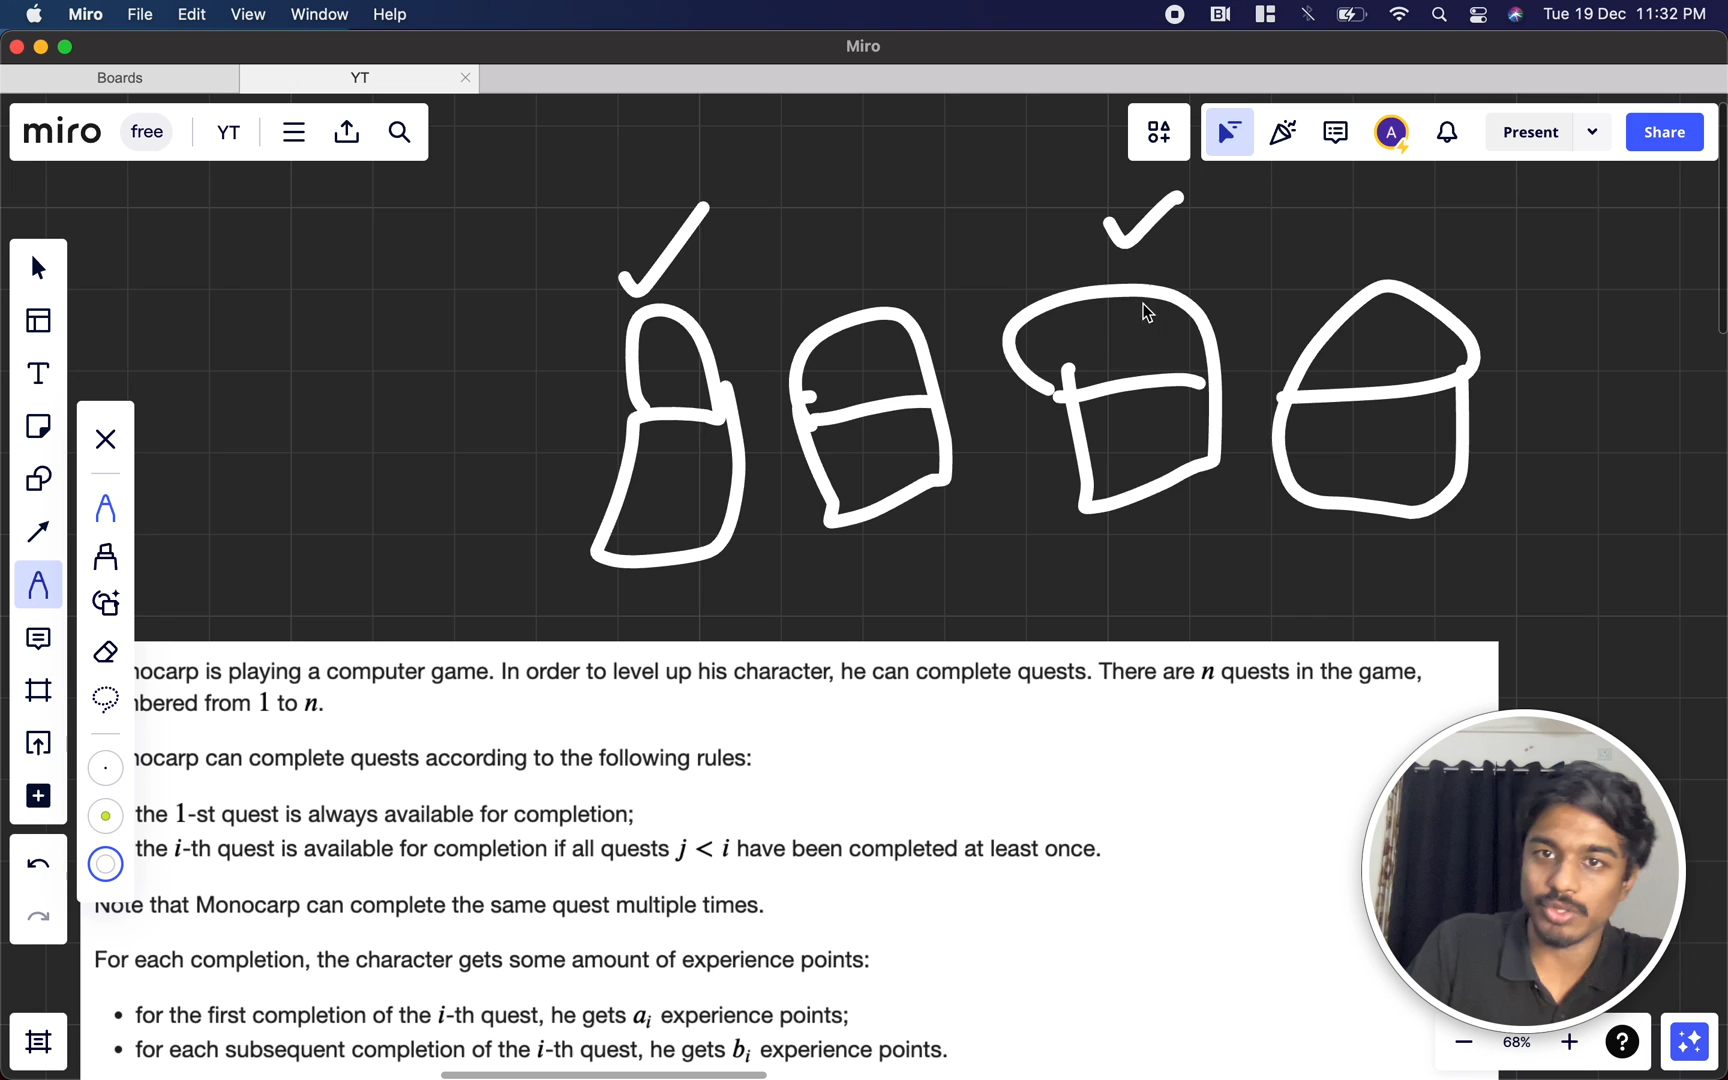 Miro File Edit View Window Help Tue 19 Dec 11:32 PM
Miro
Boards YT
miro free YT Present Share
A
nocarp is playing a computer game. In order to level up his character, he can complete quests. There are n quests in the game,
nbered from 1 to n.
nocarp can complete quests according to the following rules:
the 1-st quest is always available for completion;
the i-th quest is available for completion if all quests j < i have been completed at least once.
Note that Monocarp can complete the same quest multiple times.
For each completion, the character gets some amount of experience points:
• for the first completion of the i-th quest, he gets aᵢ experience points;
• for each subsequent completion of the i-th quest, he gets bᵢ experience points.
− 68% + ?